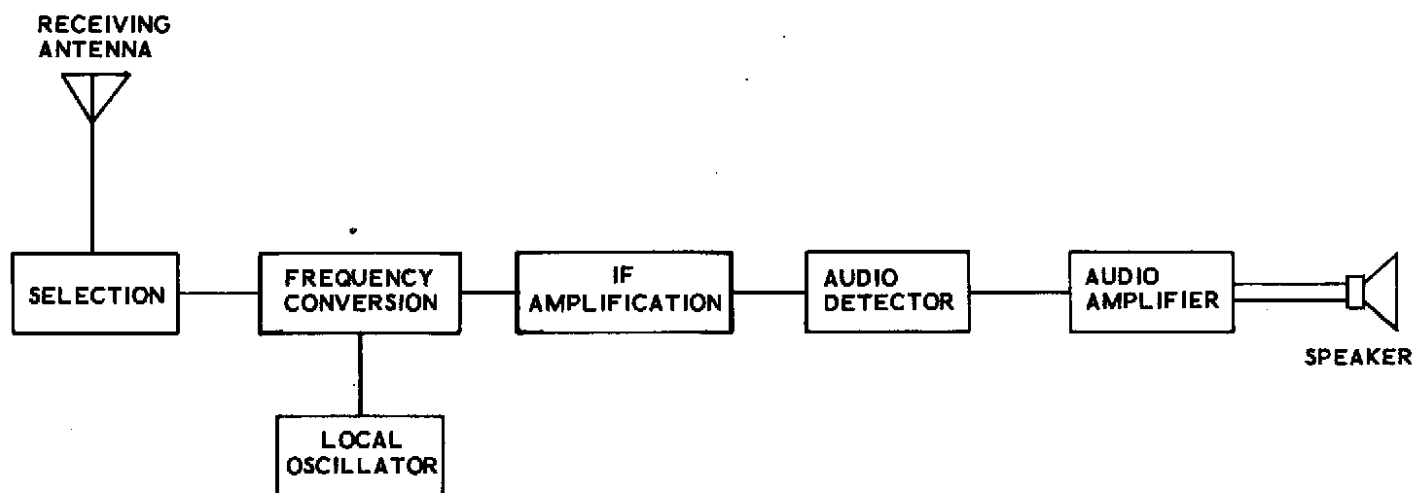 RECEIVING
ANTENNA
SELECTION
FREQUENCY
CONVERSION
IF
AMPLIFICATION
AUDIO
DETECTOR
AUDIO
AMPLIFIER
SPEAKER
LOCAL
OSCILLATOR